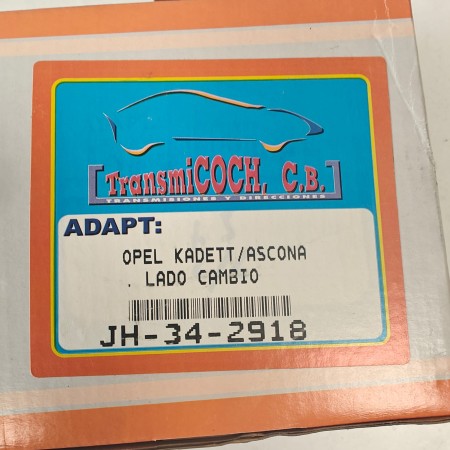 [TransmiCOCH, C.B.]
TRANSMISIONES Y DIRECCIONES
ADAPT:
OPEL KADETT/ASCONA
. LADO CAMBIO
JH-34-2918